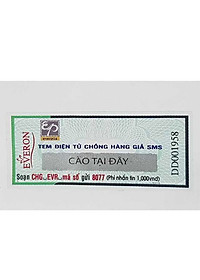 EVERON
TEM ĐIỆN TỬ CHỐNG HÀNG GIẢ SMS
CÀO TẠI ĐÂY
Soạn CHG...EVR...mã số gửi 8077 (Phí nhắn tin 1,000vnđ)
DD001958